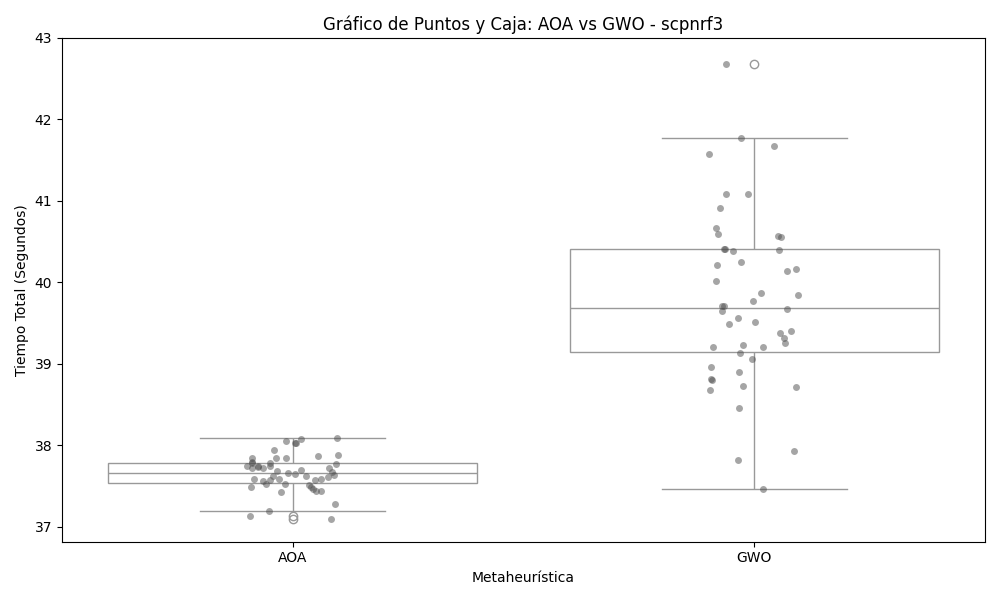 Gráfico de Puntos y Caja: AOA vs GWO - scpnrf3
Tiempo Total (Segundos)
43
42
41
40
39
38
37
AOA
GWO
Metaheurística